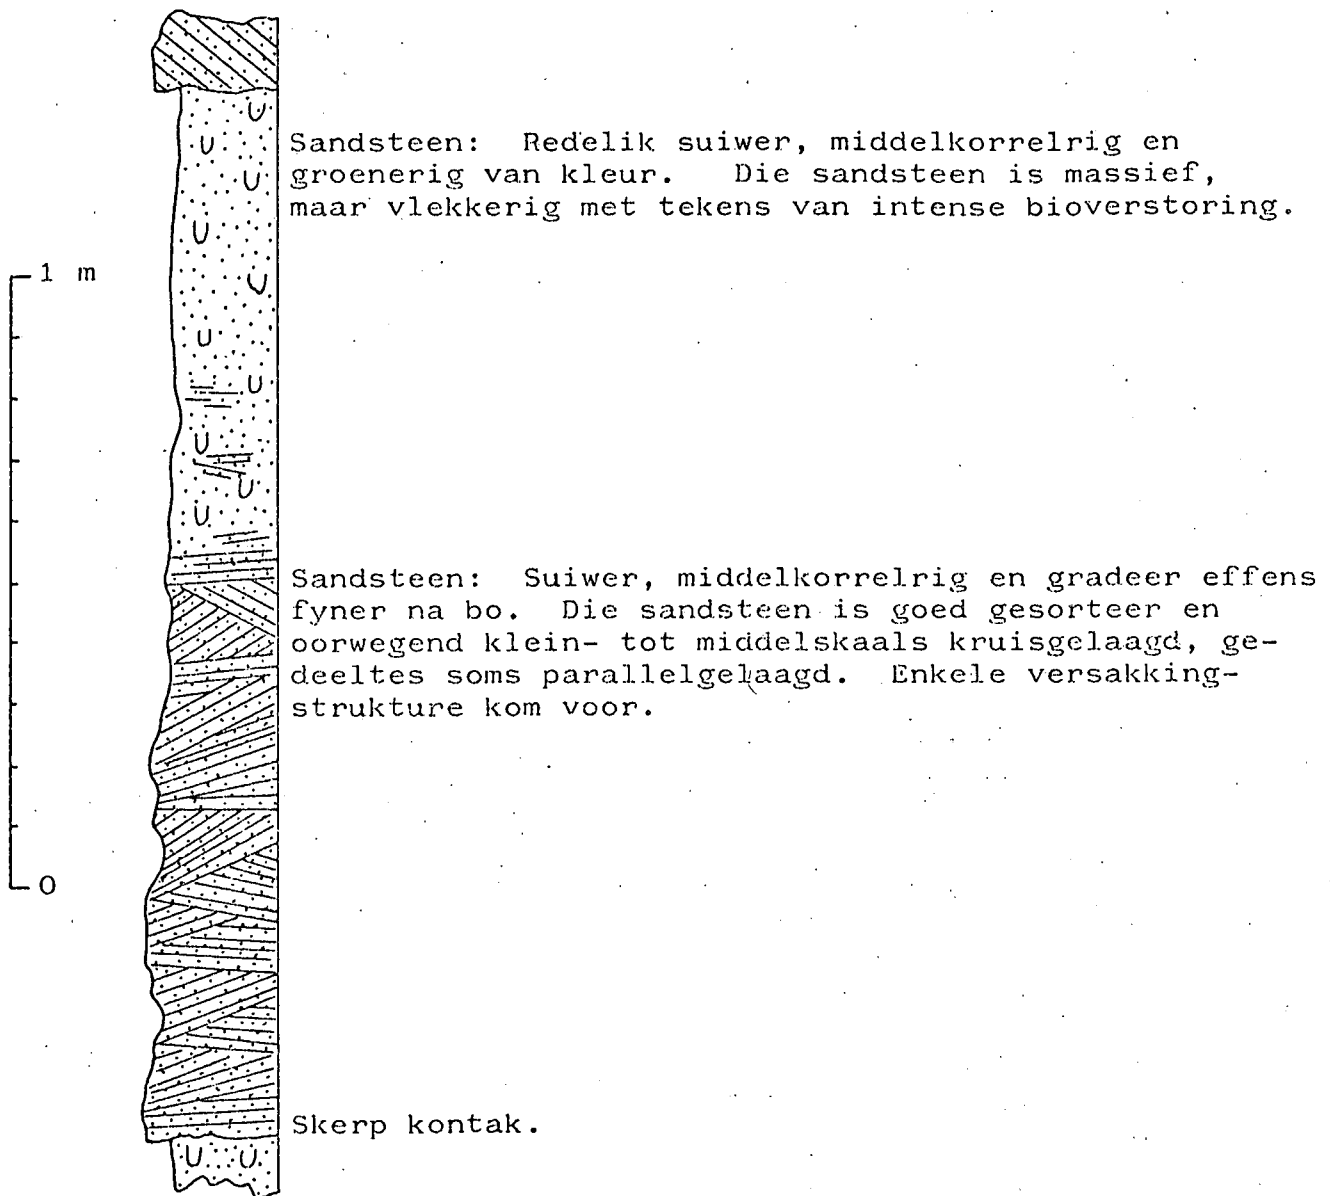 Sandsteen: Redelik suiwer, middelkorrelrig en
groenerig van kleur. Die sandsteen is massief,
maar vlekkerig met tekens van intense bioverstoring.
1 m
Sandsteen: Suiwer, middelkorrelrig en gradeer effens
fyner na bo. Die sandsteen is goed gesorteer en
oorwegend klein- tot middelskaals kruisgelaagd, ge-
deeltes soms parallelgelaagd. Enkele versakking-
strukture kom voor.
0
Skerp kontak.